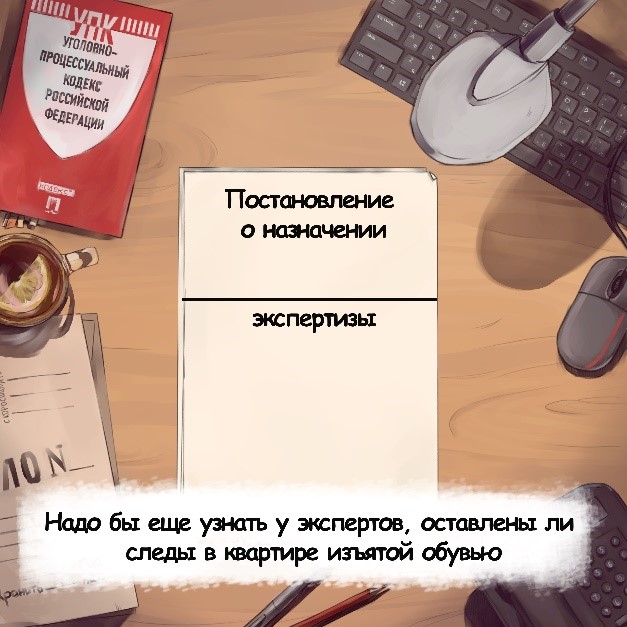 УПК
УГОЛОВНО-
ПРОЦЕССУАЛЬНЫЙ
КОДЕКС
РОССИЙСКОЙ
ФЕДЕРАЦИИ
Постановление
о назначении
экспертизы
ЛО N
Надо бы еще узнать у экспертов, оставлены ли
следы в квартире изъятой обувью